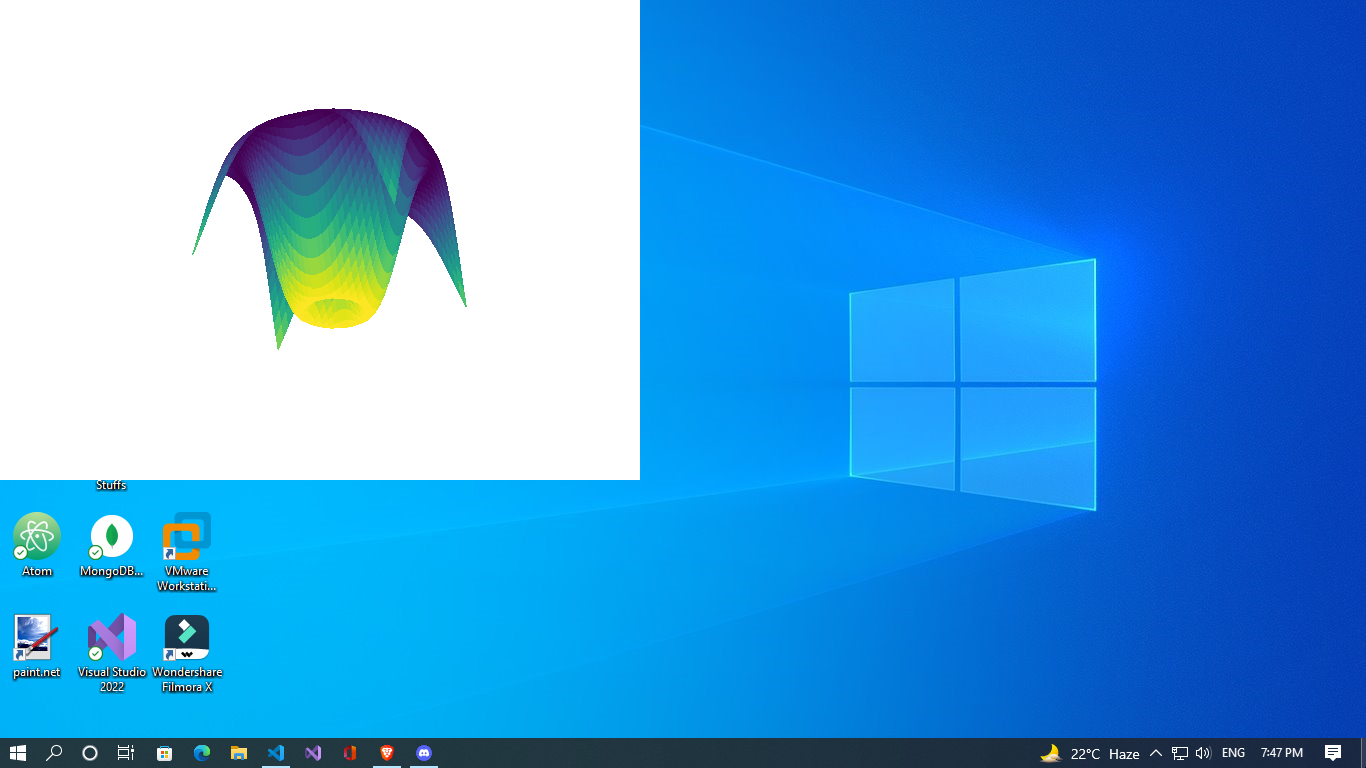 Stuffs
Atom
MongoDB...
VMware
Workstati...
paint.net
Visual Studio
2022
Wondershare
Filmora X
22°C Haze
ENG
7:47 PM